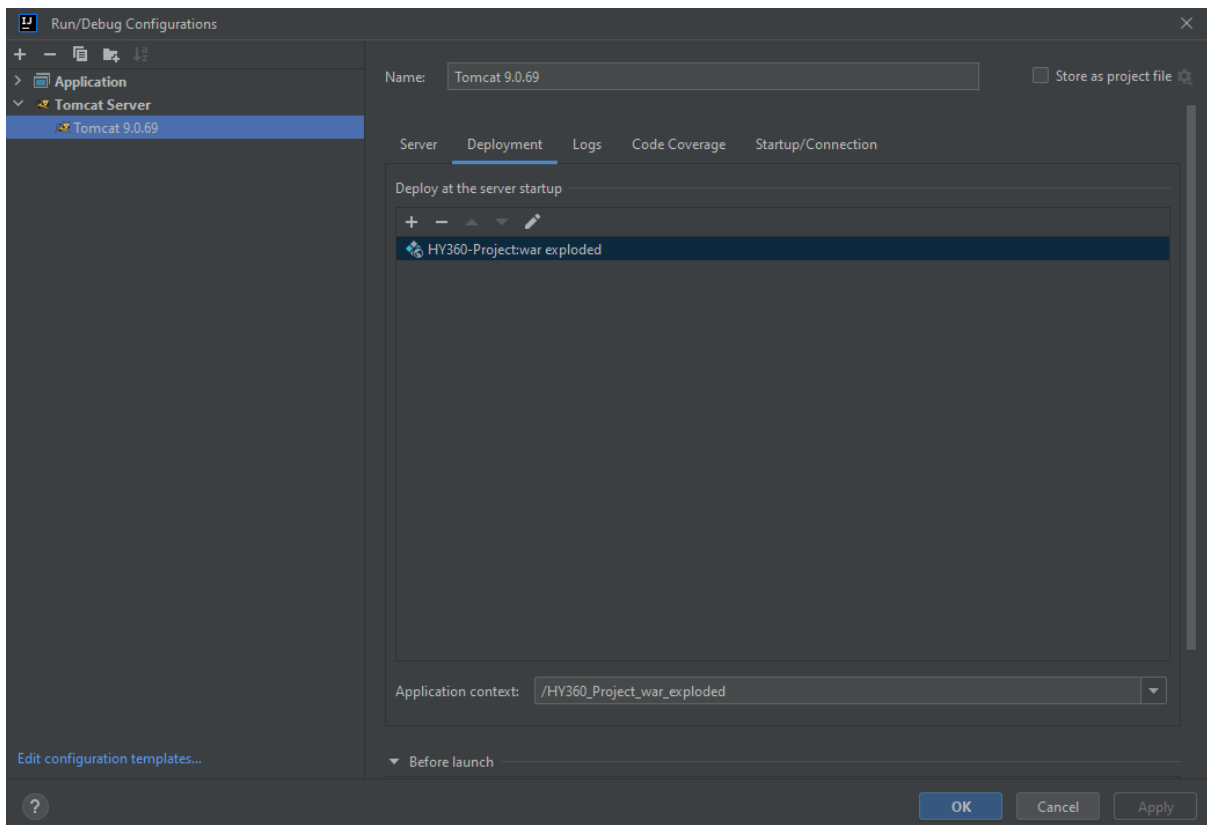 Run/Debug Configurations
Application
Tomcat Server
Tomcat 9.0.69
Edit configuration templates...
Name: Tomcat 9.0.69
Store as project file
Server Deployment Logs Code Coverage Startup/Connection
Deploy at the server startup
HY360-Project:war exploded
Application context: /HY360_Project_war_exploded
Before launch
? OK Cancel Apply